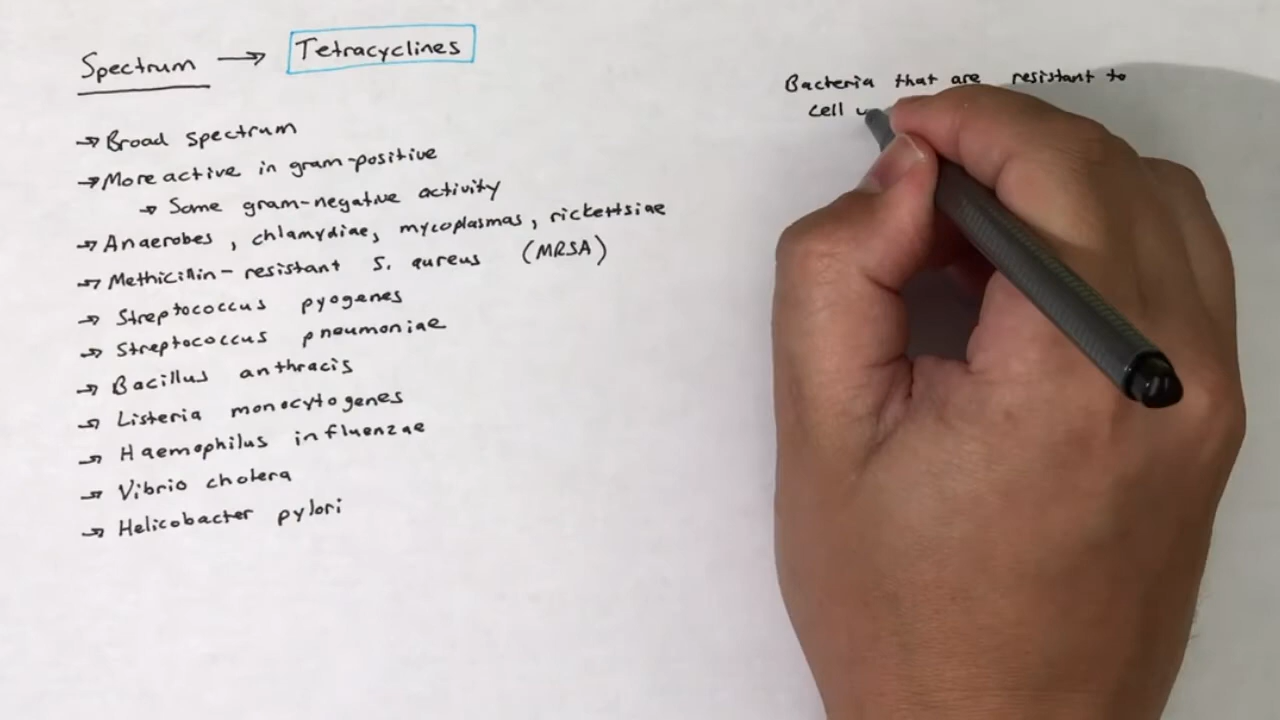 Spectrum → Tetracyclines
→ Broad spectrum
→ More active in gram-positive
→ Some gram-negative activity
→ Anaerobes, chlamydiae, mycoplasmas, rickettsiae
→ Methicillin-resistant S. aureus (MRSA)
→ Streptococcus pyogenes
→ Streptococcus pneumoniae
→ Bacillus anthracis
→ Listeria monocytogenes
→ Haemophilus influenzae
→ Vibrio cholera
→ Helicobacter pylori
Bacteria that are resistant to
cell